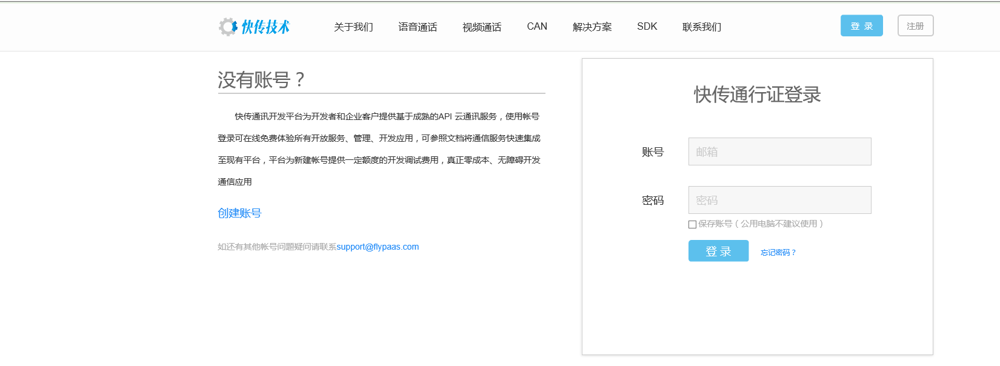 快传技术 关于我们 语音通话 视频通话 CAN 解决方案 SDK 联系我们 登 录 注册
没有账号？
快传通讯开发平台为开发者和企业客户提供基于成熟的API 云通讯服务，使用帐号
登录可在线免费体验所有开放服务、管理、开发应用，可参照文档将通信服务快速集成
至现有平台，平台为新建帐号提供一定额度的开发调试费用，真正零成本、无障碍开发
通信应用
创建账号
如还有其他帐号问题疑问请联系support@flypaas.com
快传通行证登录
账号 邮箱
密码 密码
保存账号（公用电脑不建议使用）
登 录 忘记密码？